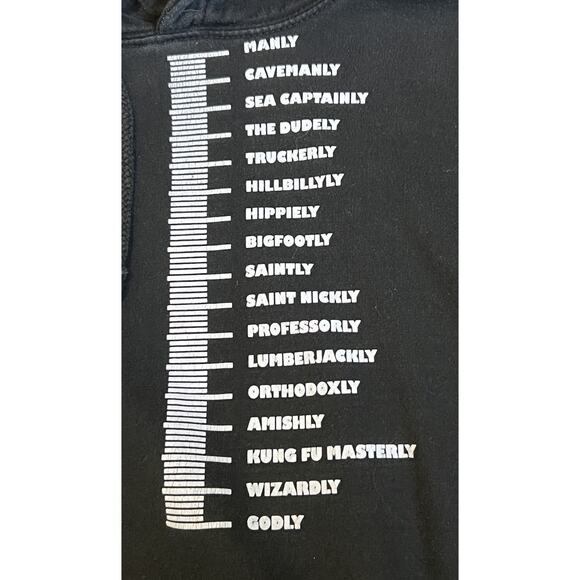 MANLY
CAVEMANLY
SEA CAPTAINLY
THE DUDELY
TRUCKERLY
HILLBILLYLY
HIPPIELY
BIGFOOTLY
SAINTLY
SAINT NICKLY
PROFESSORLY
LUMBERJACKLY
ORTHODOXLY
AMISHLY
KUNG FU MASTERLY
WIZARDLY
GODLY